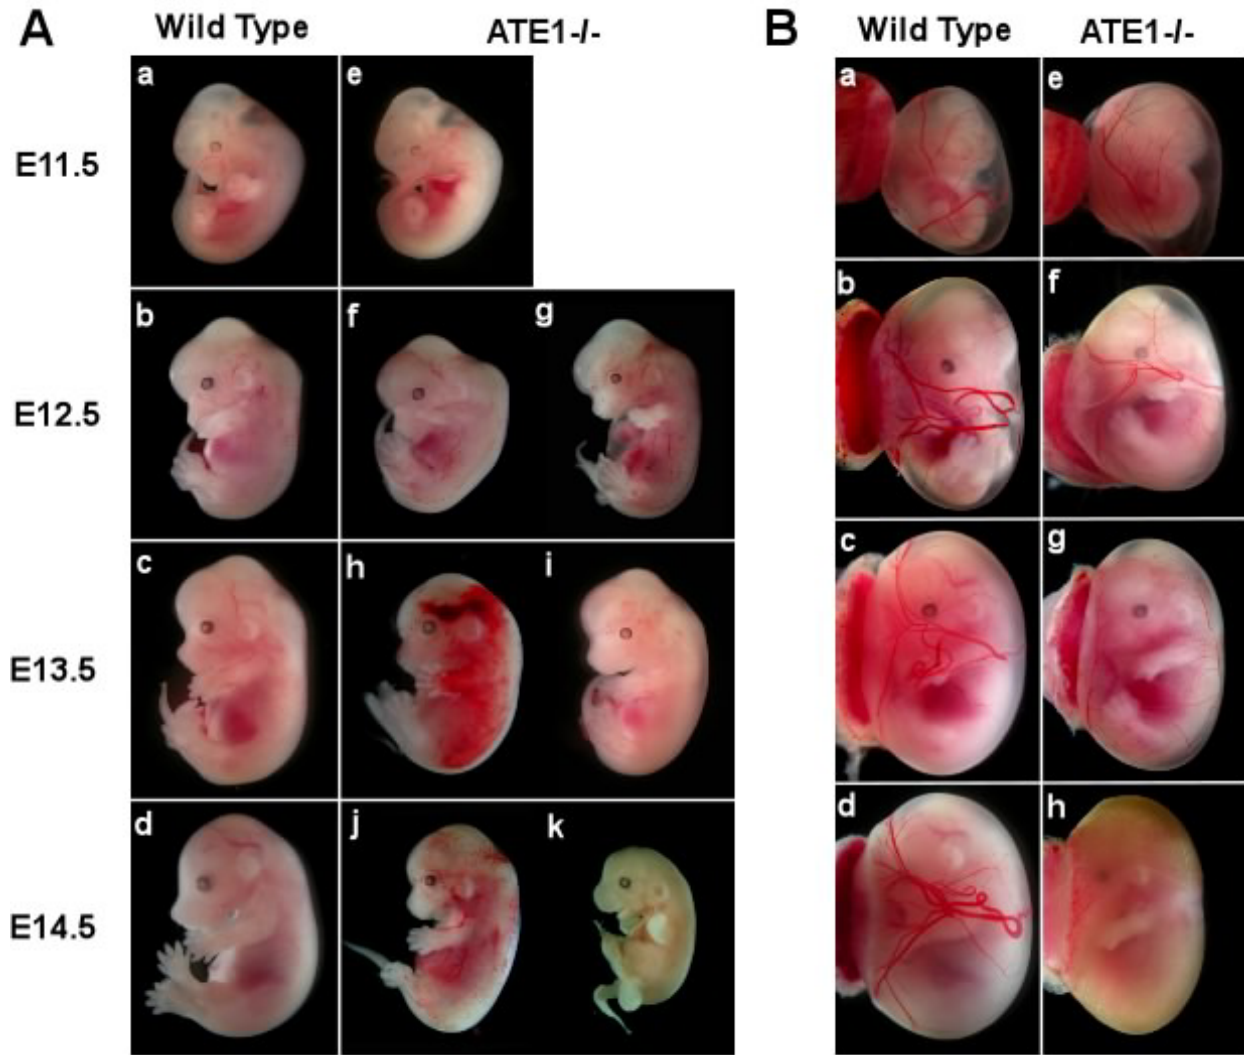 A Wild Type ATE1-/- B Wild Type ATE1-/-
a e a e
E11.5
b f g b f
E12.5
c h i c g
E13.5
d j k d h
E14.5